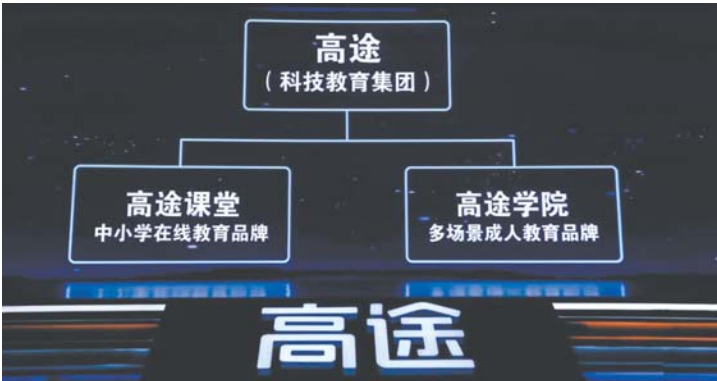 高途
（科技教育集团）
高途课堂
中小学在线教育品牌
高途学院
多场景成人教育品牌
高途